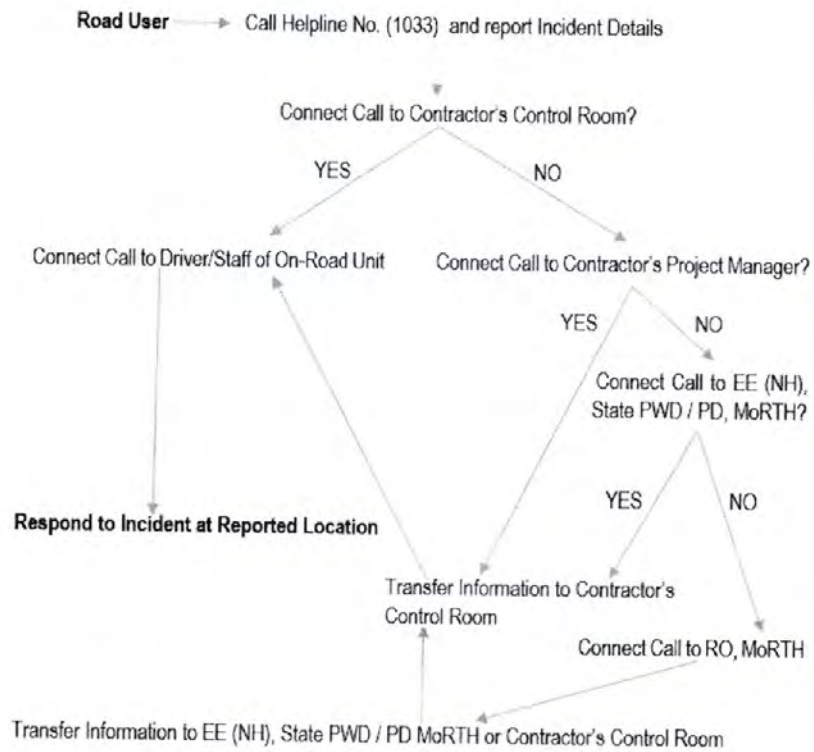 Road User Call Helpline No. (1033) and report Incident Details
Connect Call to Contractor's Control Room?
YES NO
Connect Call to Driver/Staff of On-Road Unit Connect Call to Contractor's Project Manager?
YES NO
Connect Call to EE (NH),
State PWD / PD, MoRTH?
YES NO
Respond to Incident at Reported Location
Transfer Information to Contractor's
Control Room
Connect Call to RO, MoRTH
Transfer Information to EE (NH), State PWD / PD MoRTH or Contractor's Control Room